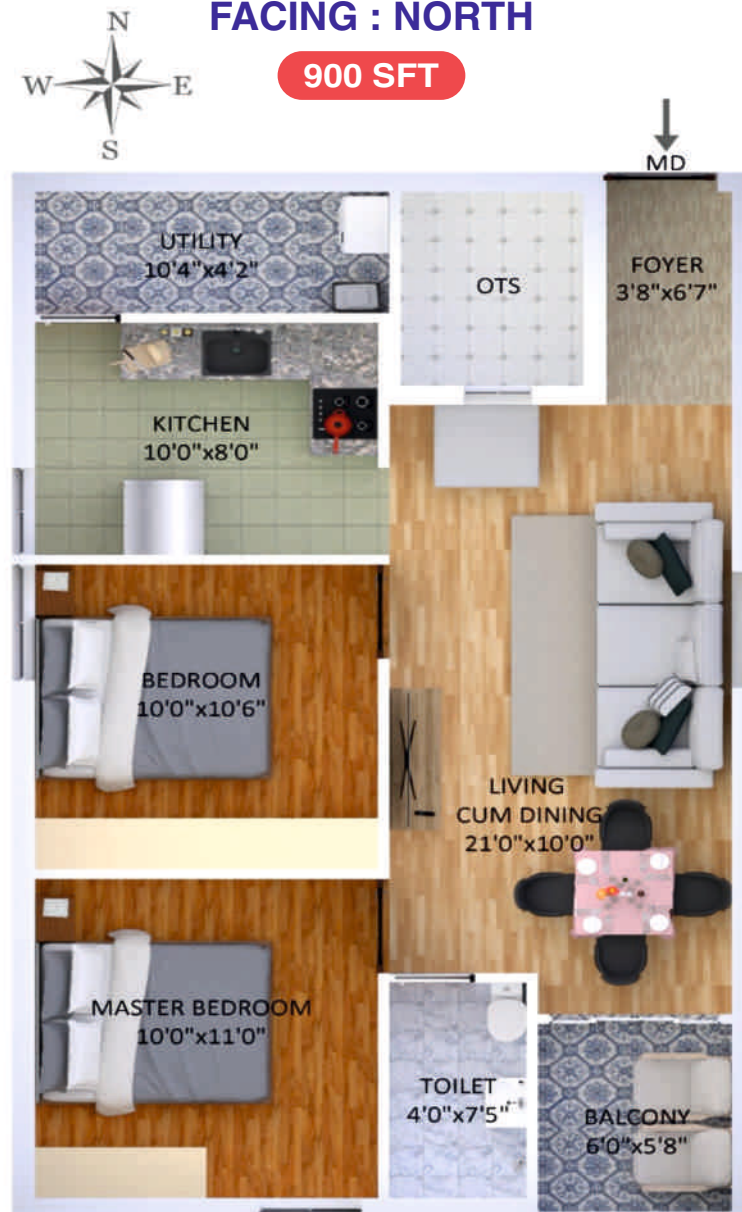 FACING : NORTH
N
W
E
S
900 SFT
MD
UTILITY
10'4"x4'2"
OTS
FOYER
3'8"x6'7"
KITCHEN
10'0"x8'0"
BEDROOM
10'0"x10'6"
LIVING
CUM DINING
21'0"x10'0"
MASTER BEDROOM
10'0"x11'0"
TOILET
4'0"x7'5"
BALCONY
6'0"x5'8"